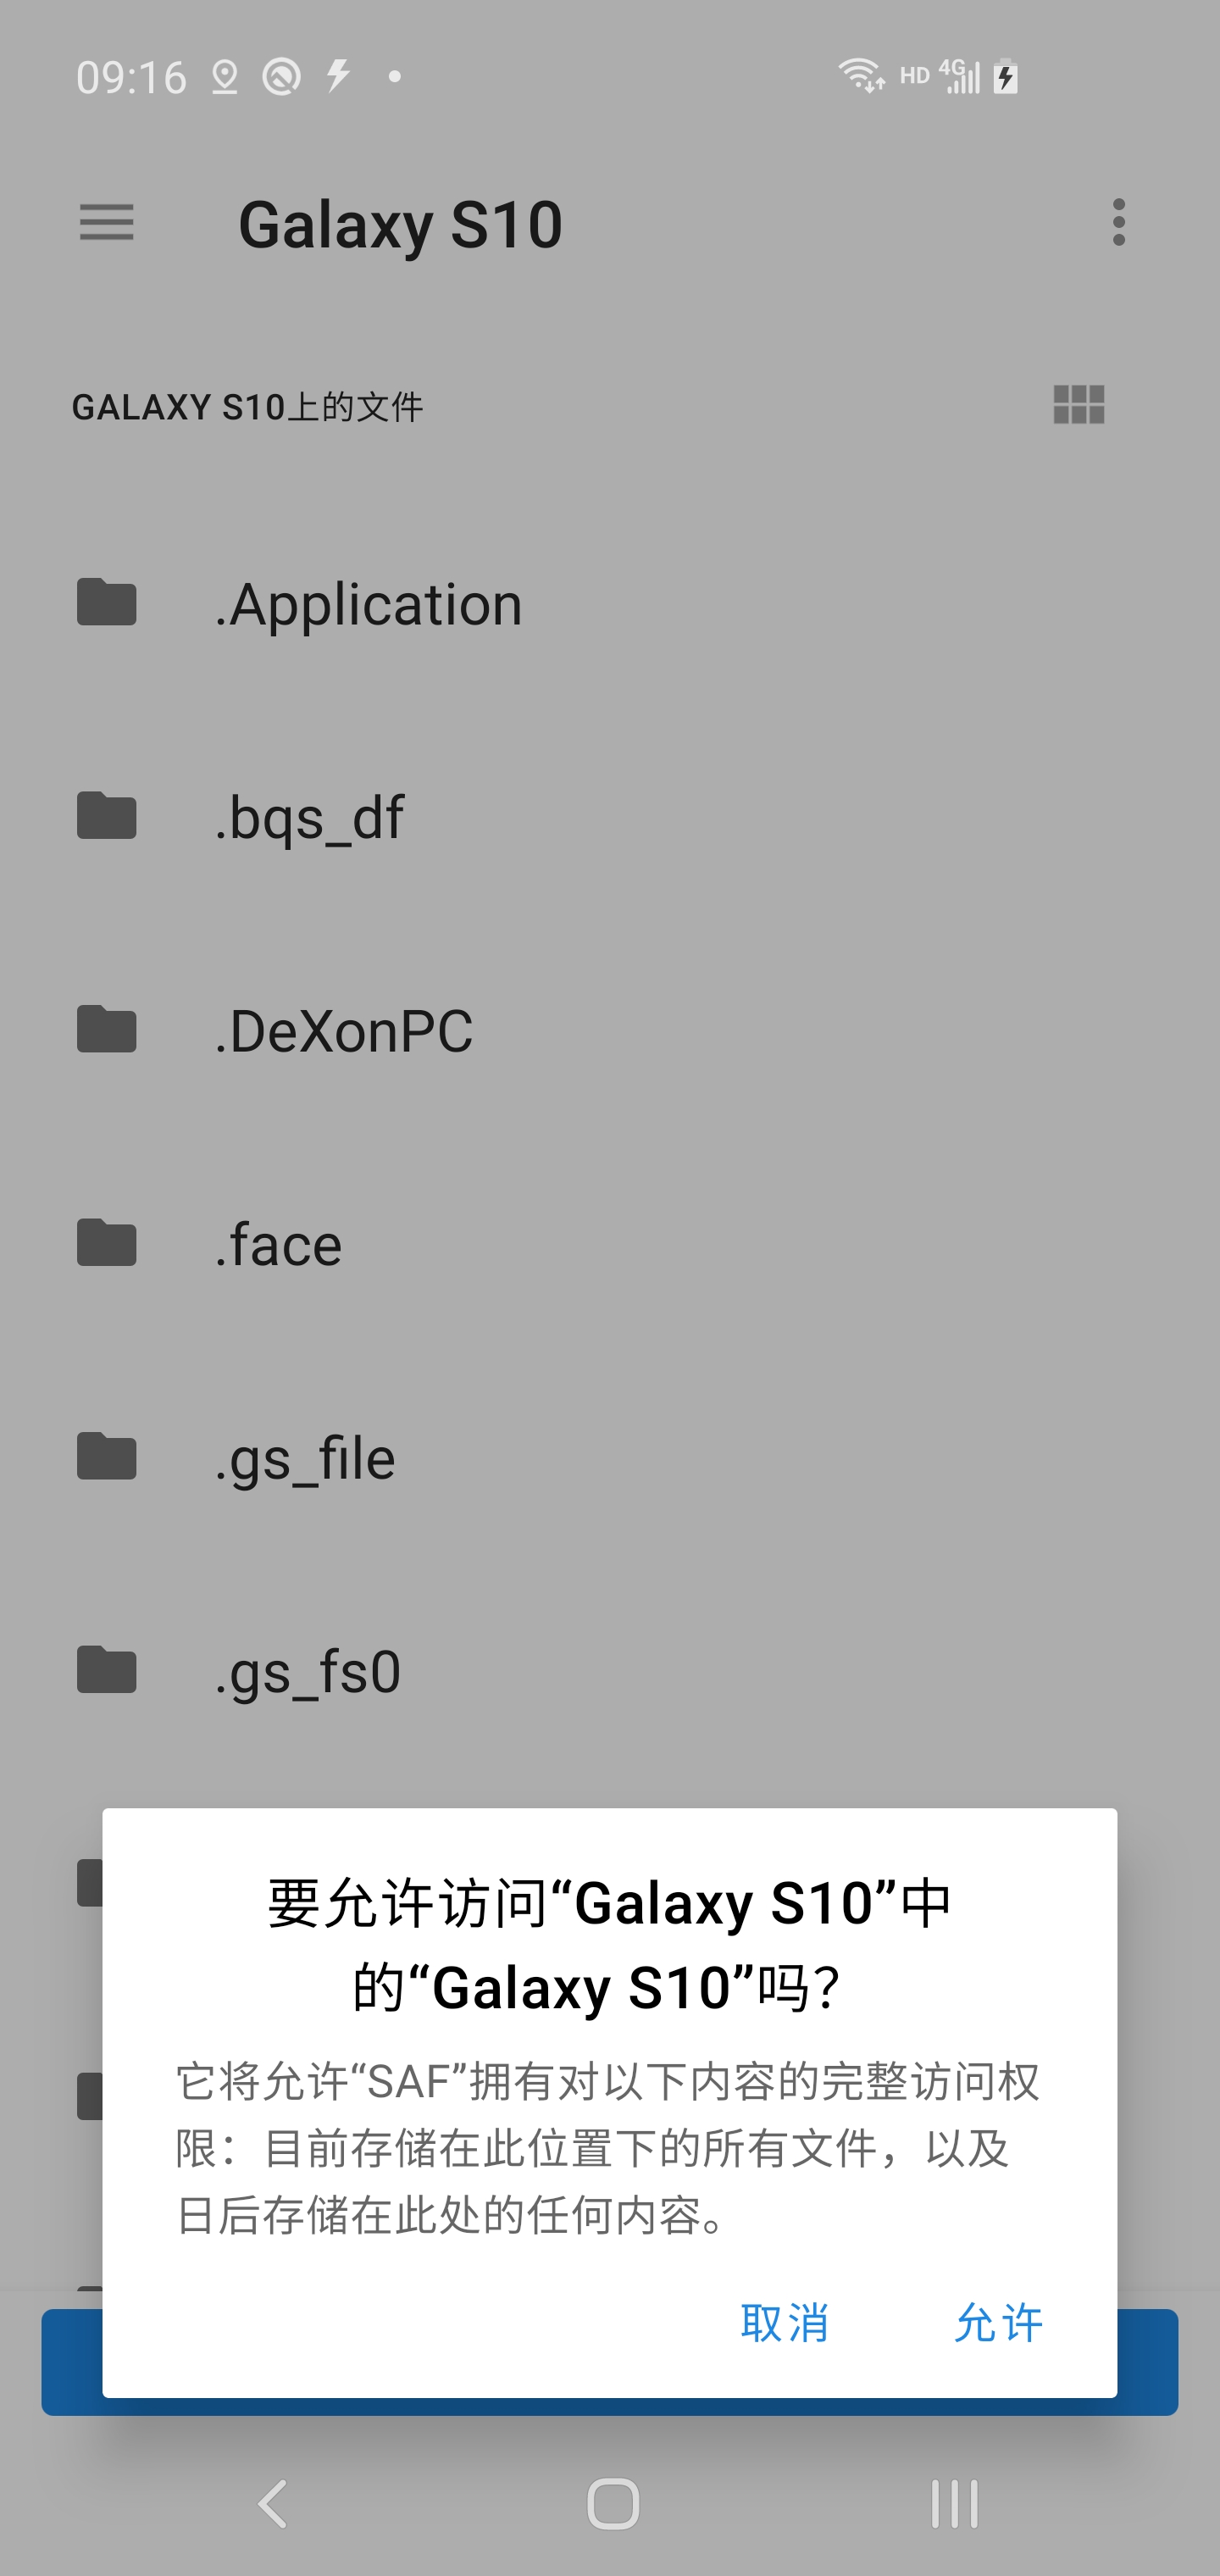 09:16
HD 4G
Galaxy S10
GALAXY S10上的文件
.Application
.bqs_df
.DeXonPC
.face
.gs_file
.gs_fs0
要允许访问“Galaxy S10”中
的“Galaxy S10”吗？
它将允许“SAF”拥有对以下内容的完整访问权
限：目前存储在此位置下的所有文件，以及
日后存储在此处的任何内容。
取消 允许